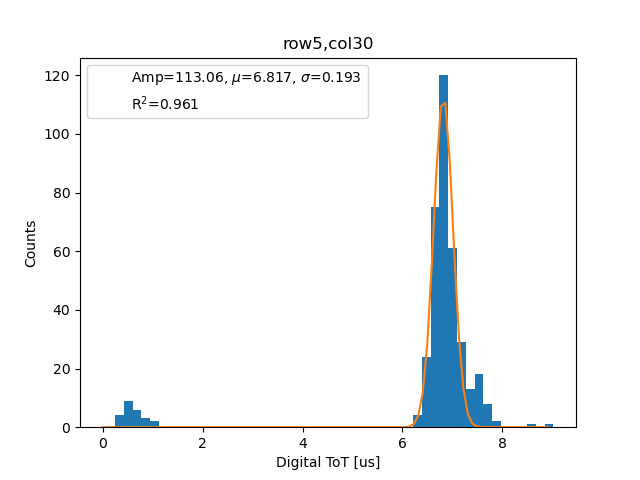 row5,col30
Amp=113.06, μ=6.817, σ=0.193
R²=0.961
120
100
80
60
40
20
0
Counts
0 2 4 6 8
Digital ToT [us]